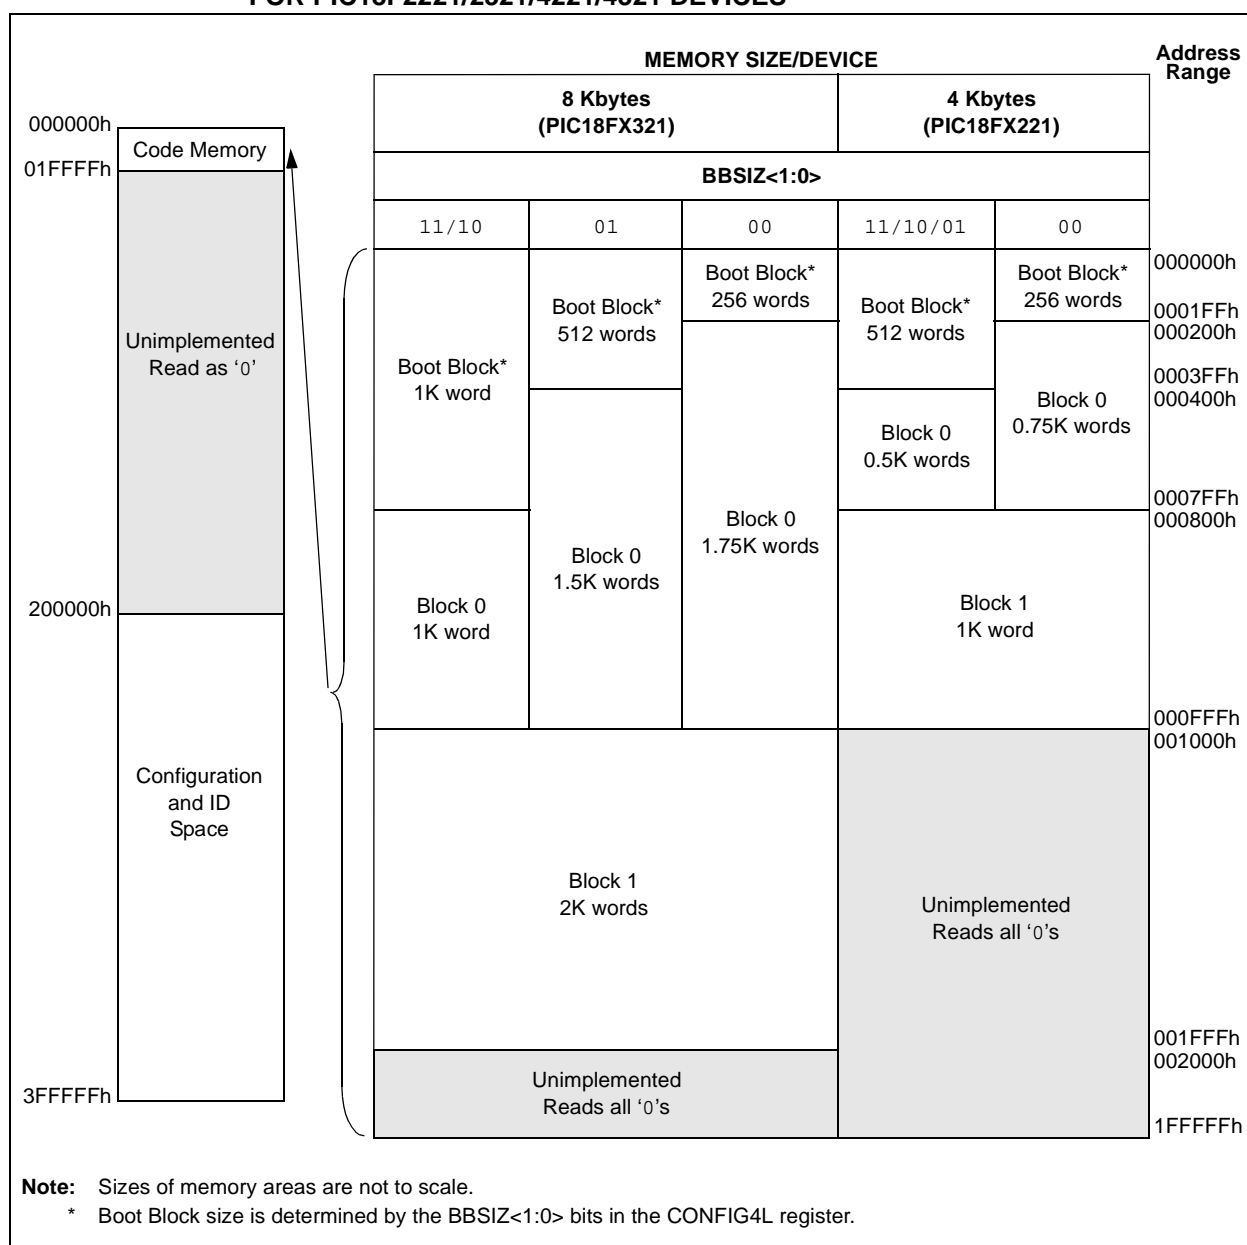 MEMORY SIZE/DEVICE
Address
Range
8 Kbytes
(PIC18FX321)
4 Kbytes
(PIC18FX221)
BBSIZ<1:0>
11/10
01
00
11/10/01
00
000000h
Code Memory
01FFFFh
Unimplemented
Read as ‘0’
200000h
Configuration
and ID
Space
3FFFFFh
Boot Block*
1K word
Block 0
1K word
Boot Block*
512 words
Block 0
1.5K words
Boot Block*
256 words
Block 0
1.75K words
Boot Block*
512 words
Block 0
0.5K words
Boot Block*
256 words
Block 0
0.75K words
Block 1
1K word
Block 1
2K words
Unimplemented
Reads all ‘0’s
Unimplemented
Reads all ‘0’s
000000h
0001FFh
000200h
0003FFh
000400h
0007FFh
000800h
000FFFh
001000h
001FFFh
002000h
1FFFFFh
Note: Sizes of memory areas are not to scale.
* Boot Block size is determined by the BBSIZ<1:0> bits in the CONFIG4L register.